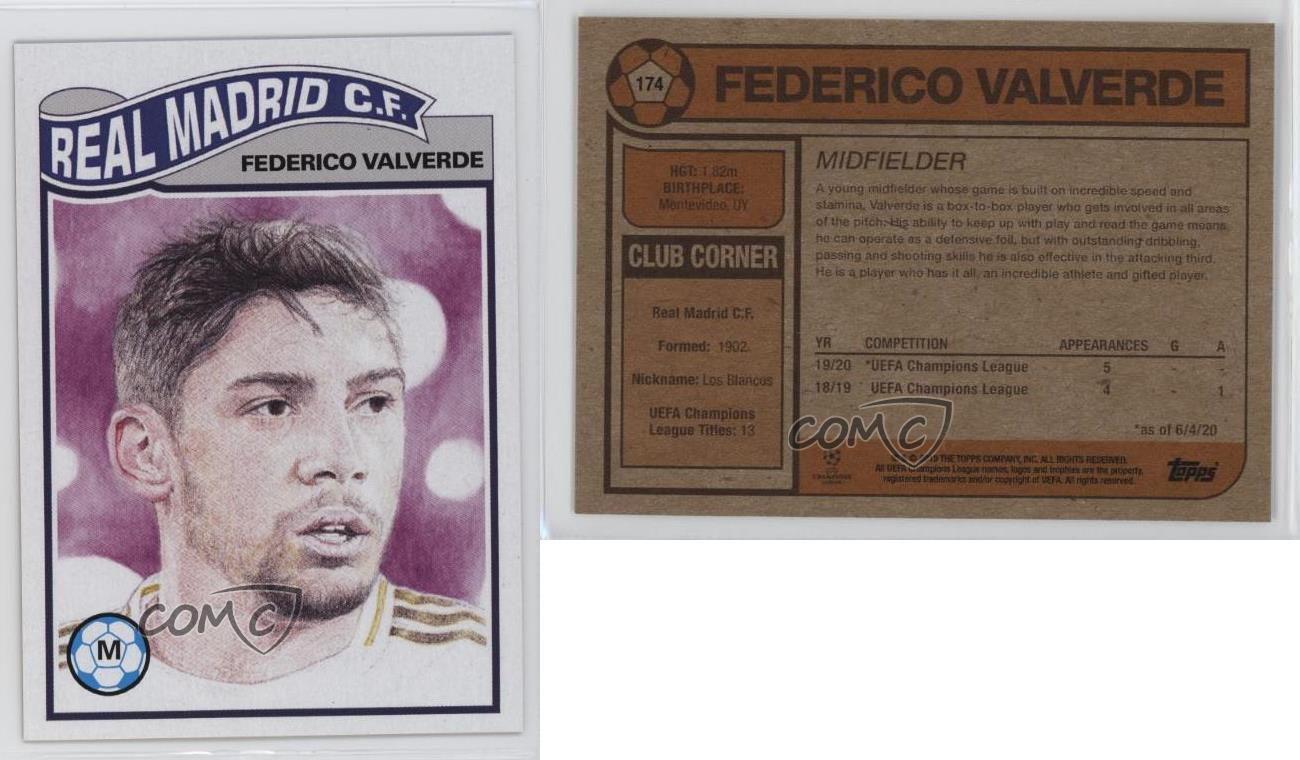 REAL MADRID C.F.
FEDERICO VALVERDE
M
COMC
174
FEDERICO VALVERDE
HGT: 1.82m
BIRTHPLACE:
Montevideo, UY
CLUB CORNER
Real Madrid C.F.
Formed: 1902
Nickname: Los Blancos
UEFA Champions
League Titles: 13
MIDFIELDER
A young midfielder whose game is built on incredible speed and
stamina, Valverde is a box-to-box player who gets involved in all areas
of the pitch. His ability to keep up with play and read the game means
he can operate as a defensive foil, but with outstanding dribbling,
passing and shooting skills he is also effective in the attacking third.
He is a player who has it all, an incredible athlete and gifted player.
YR COMPETITION APPEARANCES G A
19/20 *UEFA Champions League 5 - -
18/19 UEFA Champions League 4 - 1
*as of 6/4/20
COMC
CHAMPIONS
LEAGUE
THE TOPPS COMPANY, INC. ALL RIGHTS RESERVED.
All UEFA Champions League names, logos and trophies are the property,
registered trademarks and/or copyright of UEFA. All rights reserved.
topps